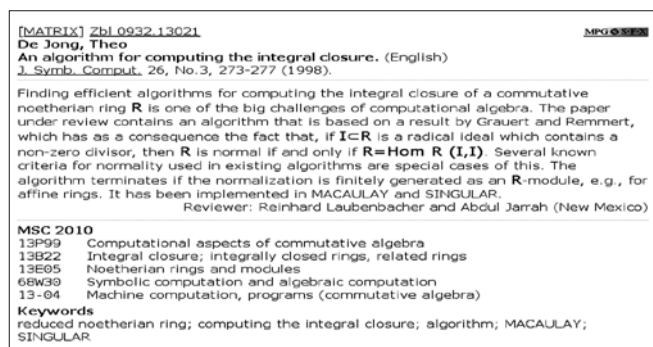 [MATRIX] Zbl 0932.13021 MPG S·F·X
De Jong, Theo
An algorithm for computing the integral closure. (English)
J. Symb. Comput. 26, No.3, 273-277 (1998).
Finding efficient algorithms for computing the integral closure of a commutative
noetherian ring R is one of the big challenges of computational algebra. The paper
under review contains an algorithm that is based on a result by Grauert and Remmert,
which has as a consequence the fact that, if I⊂R is a radical ideal which contains a
non-zero divisor, then R is normal if and only if R=Hom R (I,I). Several known
criteria for normality used in existing algorithms are special cases of this. The
algorithm terminates if the normalization is finitely generated as an R-module, e.g., for
affine rings. It has been implemented in MACAULAY and SINGULAR.
Reviewer: Reinhard Laubenbacher and Abdul Jarrah (New Mexico)
MSC 2010
13P99 Computational aspects of commutative algebra
13B22 Integral closure; integrally closed rings, related rings
13E05 Noetherian rings and modules
68W30 Symbolic computation and algebraic computation
13-04 Machine computation, programs (commutative algebra)
Keywords
reduced noetherian ring; computing the integral closure; algorithm; MACAULAY;
SINGULAR